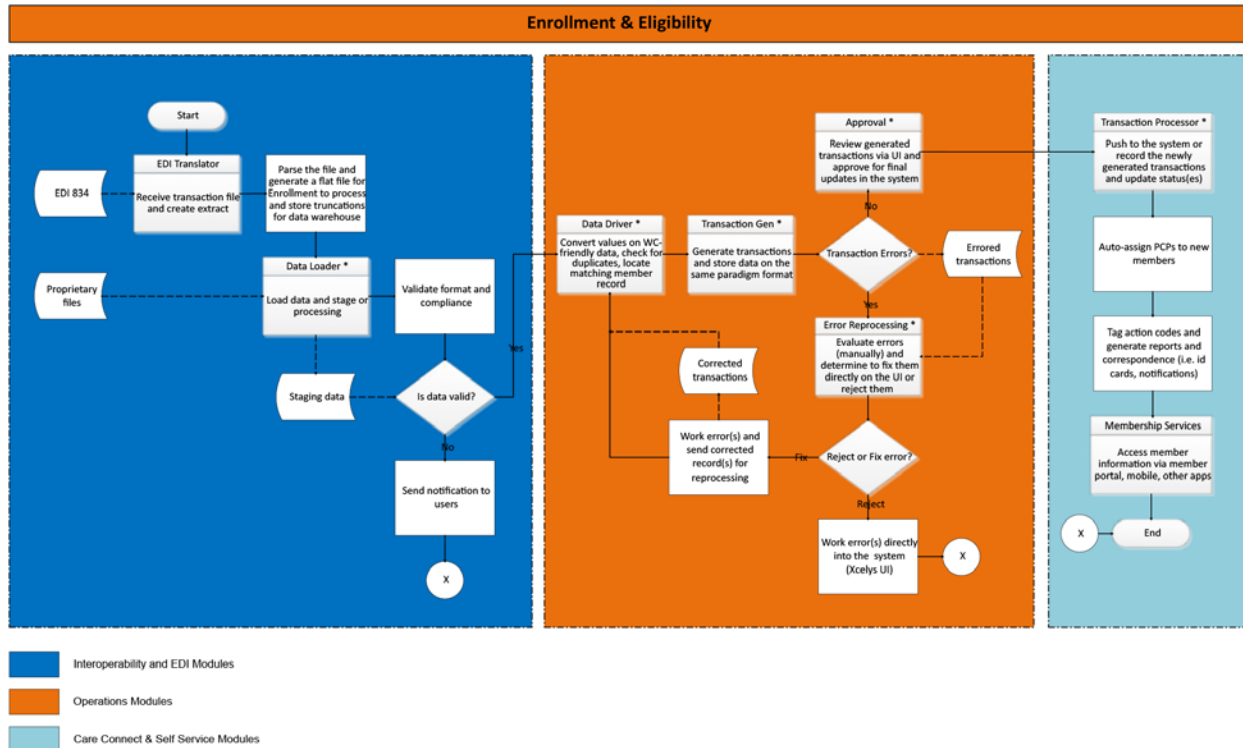 Enrollment & Eligibility
Start
EDI 834
EDI Translator
Receive transaction file
and create extract
Parse the file and
generate a flat file for
Enrollment to process
and store truncations
for data warehouse
Proprietary
files
Data Loader *
Load data and stage or
processing
Validate format and
compliance
Staging data
Is data valid?
Yes
No
Send notification to
users
X
Data Driver *
Convert values on WC-
friendly data, check for
duplicates, locate
matching member
record
Transaction Gen *
Generate transactions
and store data on the
same paradigm format
Approval *
Review generated
transactions via UI and
approve for final
updates in the system
No
Transaction Errors?
Errored
transactions
Yes
Error Reprocessing *
Evaluate errors
(manually) and
determine to fix them
directly on the UI or
reject them
Corrected
transactions
Work error(s) and
send corrected
record(s) for
reprocessing
Fix
Reject or Fix error?
Reject
Work error(s) directly
into the system
(Xcelys UI)
X
Transaction Processor *
Push to the system or
record the newly
generated transactions
and update status(es)
Auto-assign PCPs to new
members
Tag action codes and
generate reports and
correspondence (i.e. id
cards, notifications)
Membership Services
Access member
information via member
portal, mobile, other apps
X
End
Interoperability and EDI Modules
Operations Modules
Care Connect & Self Service Modules